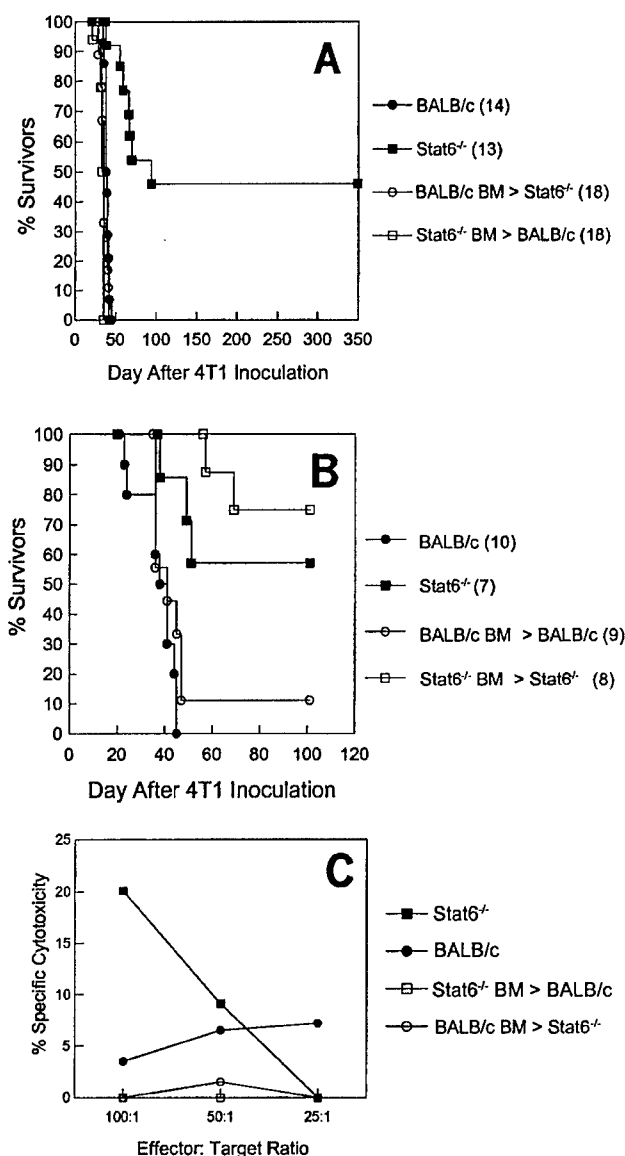 A
100
90
80
70
60
50
40
30
20
10
0
% Survivors
0 50 100 150 200 250 300 350
Day After 4T1 Inoculation
BALB/c (14)
Stat6-/- (13)
BALB/c BM > Stat6-/- (18)
Stat6-/- BM > BALB/c (18)
B
100
90
80
70
60
50
40
30
20
10
0
% Survivors
0 20 40 60 80 100 120
Day After 4T1 Inoculation
BALB/c (10)
Stat6-/- (7)
BALB/c BM > BALB/c (9)
Stat6-/- BM > Stat6-/- (8)
C
25
20
15
10
5
0
% Specific Cytotoxicity
100:1 50:1 25:1
Effector: Target Ratio
Stat6-/-
BALB/c
Stat6-/- BM > BALB/c
BALB/c BM > Stat6-/-